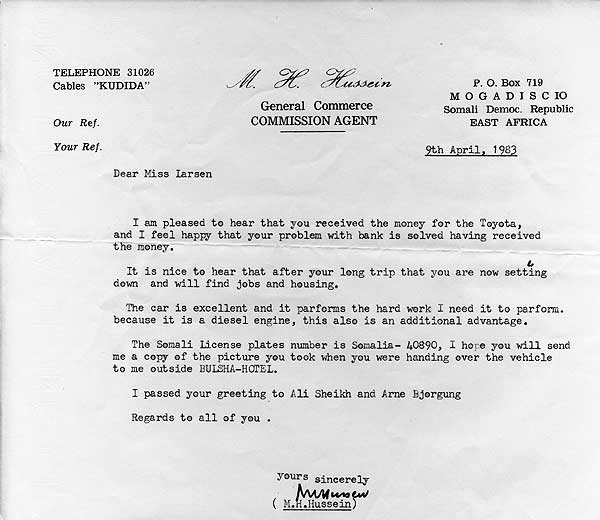 TELEPHONE 31026
Cables "KUDIDA"
Our Ref.
Your Ref.
M. H. Hussein
General Commerce
COMMISSION AGENT
P. O. Box 719
MOGADISCIO
Somali Democ. Republic
EAST AFRICA
9th April, 1983
Dear Miss Larsen
I am pleased to hear that you received the money for the Toyota,
and I feel happy that your problem with bank is solved having received
the money.
It is nice to hear that after your long trip that you are now setting
down and will find jobs and housing.
The car is excellent and it parforms the hard work I need it to parform.
because it is a diesel engine, this also is an additional advantage.
The Somali License plates number is Somalia- 40890, I hope you will send
me a copy of the picture you took when you were handing over the vehicle
to me outside BULSHA-HOTEL.
I passed your greeting to Ali Sheikh and Arne Bjorgung
Regards to all of you .
yours sincerely
( M.H.Hussein)